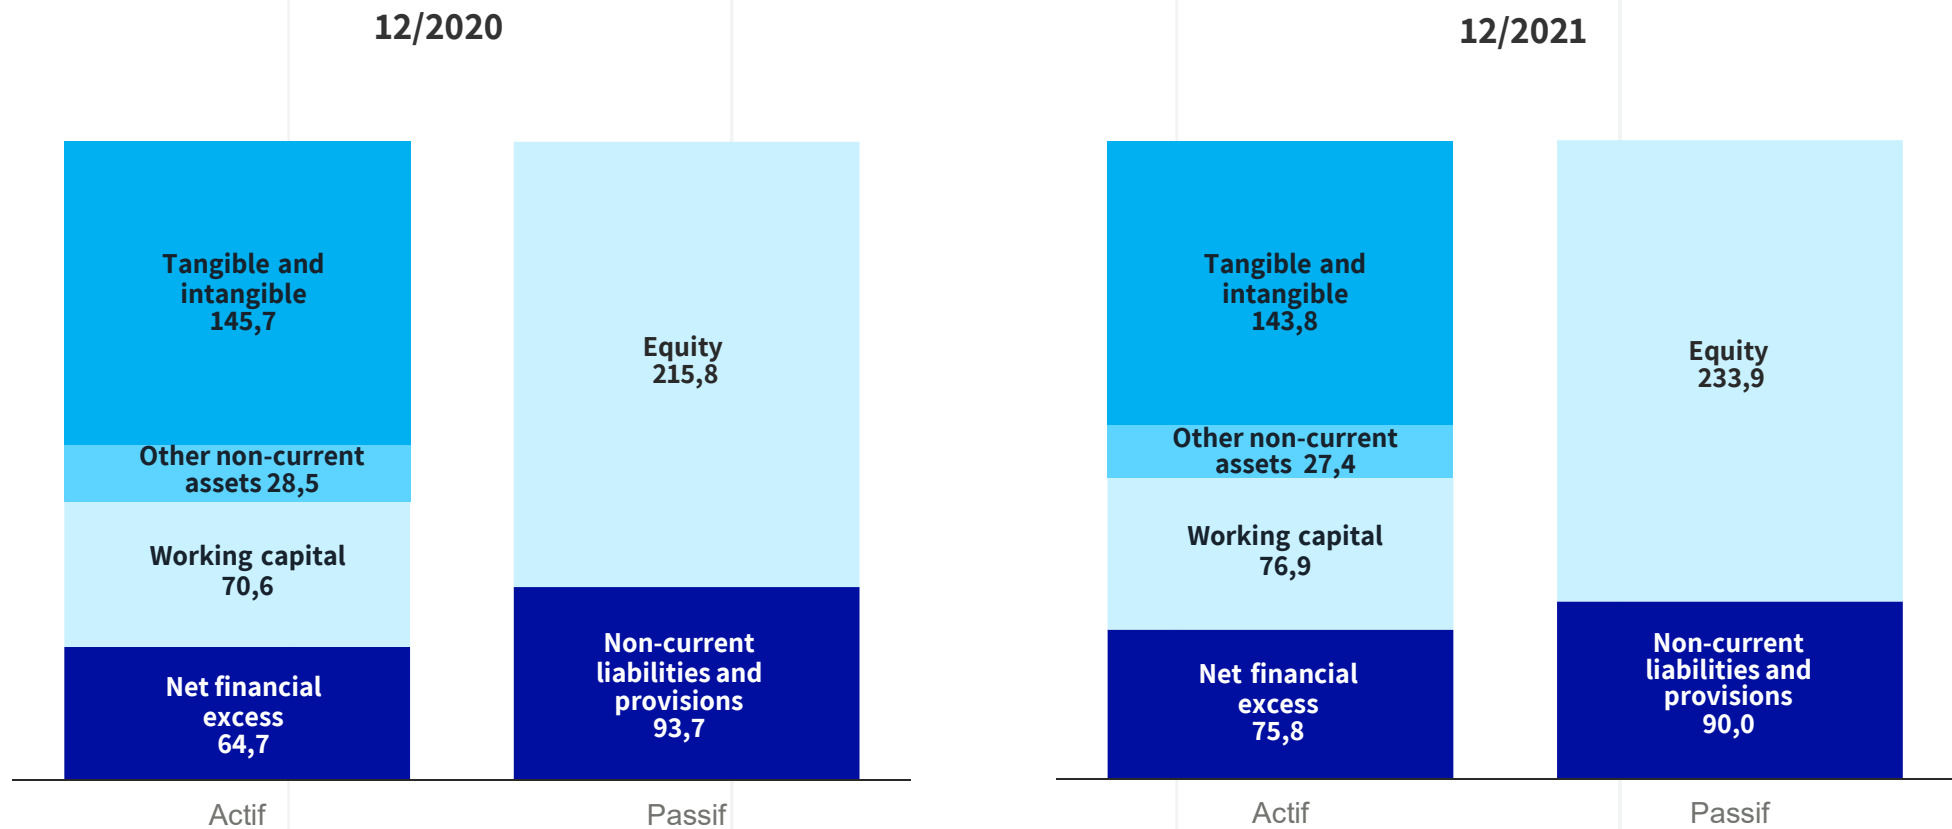 12/2020
Tangible and
intangible
145,7
Other non-current
assets 28,5
Working capital
70,6
Net financial
excess
64,7
Actif
Equity
215,8
Non-current
liabilities and
provisions
93,7
Passif
12/2021
Tangible and
intangible
143,8
Other non-current
assets 27,4
Working capital
76,9
Net financial
excess
75,8
Actif
Equity
233,9
Non-current
liabilities and
provisions
90,0
Passif